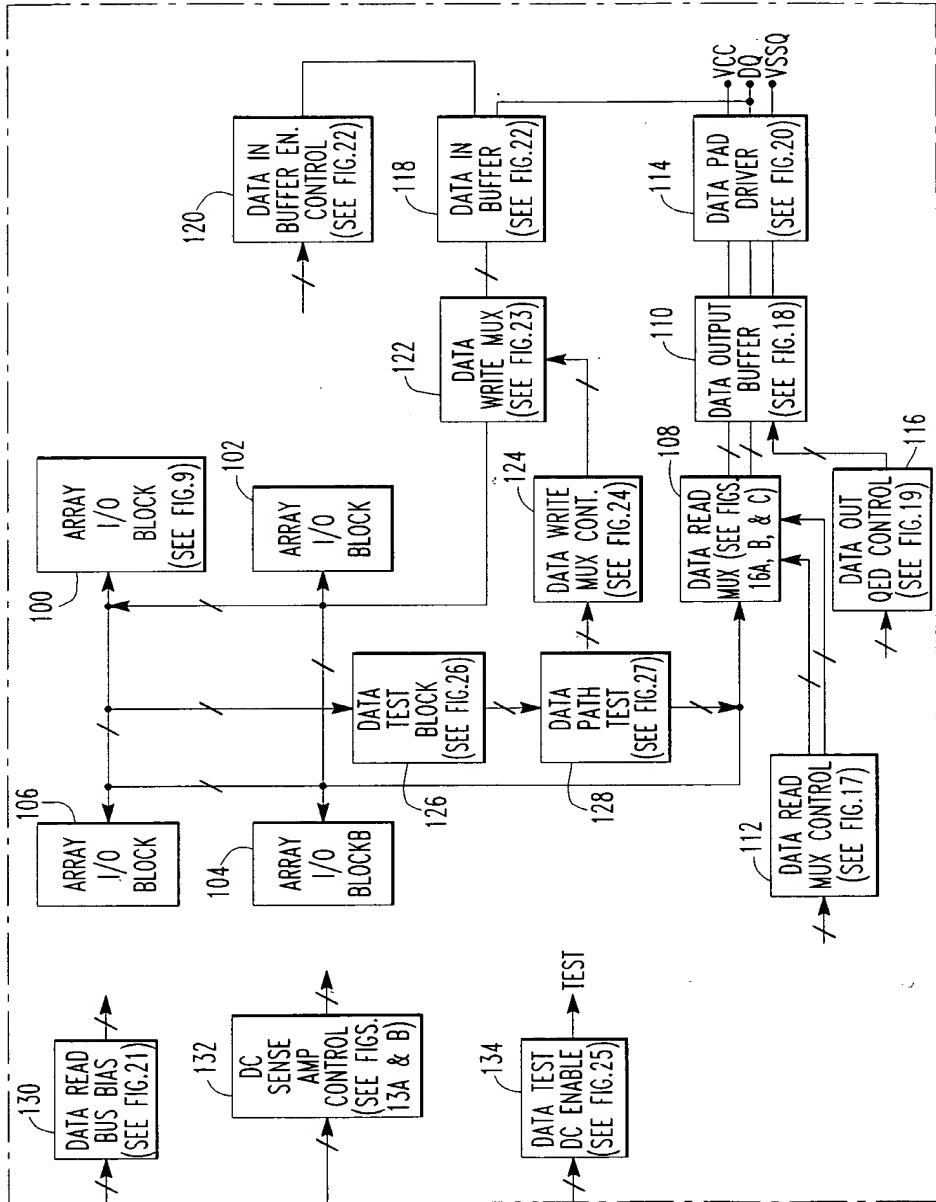 106
ARRAY
I/O
BLOCK
100
ARRAY
I/O
BLOCK
(SEE FIG.9)
104
ARRAY
I/O
BLOCKB
102
ARRAY
I/O
BLOCK
120
DATA IN
BUFFER EN.
CONTROL
(SEE FIG.22)
130
DATA READ
BUS BIAS
(SEE FIG.21)
132
DC
SENSE
AMP
CONTROL
(SEE FIGS.
13A & B)
134
DATA TEST
DC ENABLE
(SEE FIG.25)
TEST
126
DATA
TEST
BLOCK
(SEE FIG.26)
128
DATA
PATH
TEST
(SEE FIG.27)
122
DATA
WRITE MUX
(SEE FIG.23)
118
DATA IN
BUFFER
(SEE FIG.22)
124
DATA WRITE
MUX CONT.
(SEE FIG.24)
112
DATA READ
MUX CONTROL
(SEE FIG.17)
108
DATA READ
MUX (SEE FIGS.
16A, B, & C)
110
DATA OUTPUT
BUFFER
(SEE FIG.18)
114
DATA PAD
DRIVER
(SEE FIG.20)
VCC
DQ
VSSQ
116
DATA OUT
QED CONTROL
(SEE FIG.19)